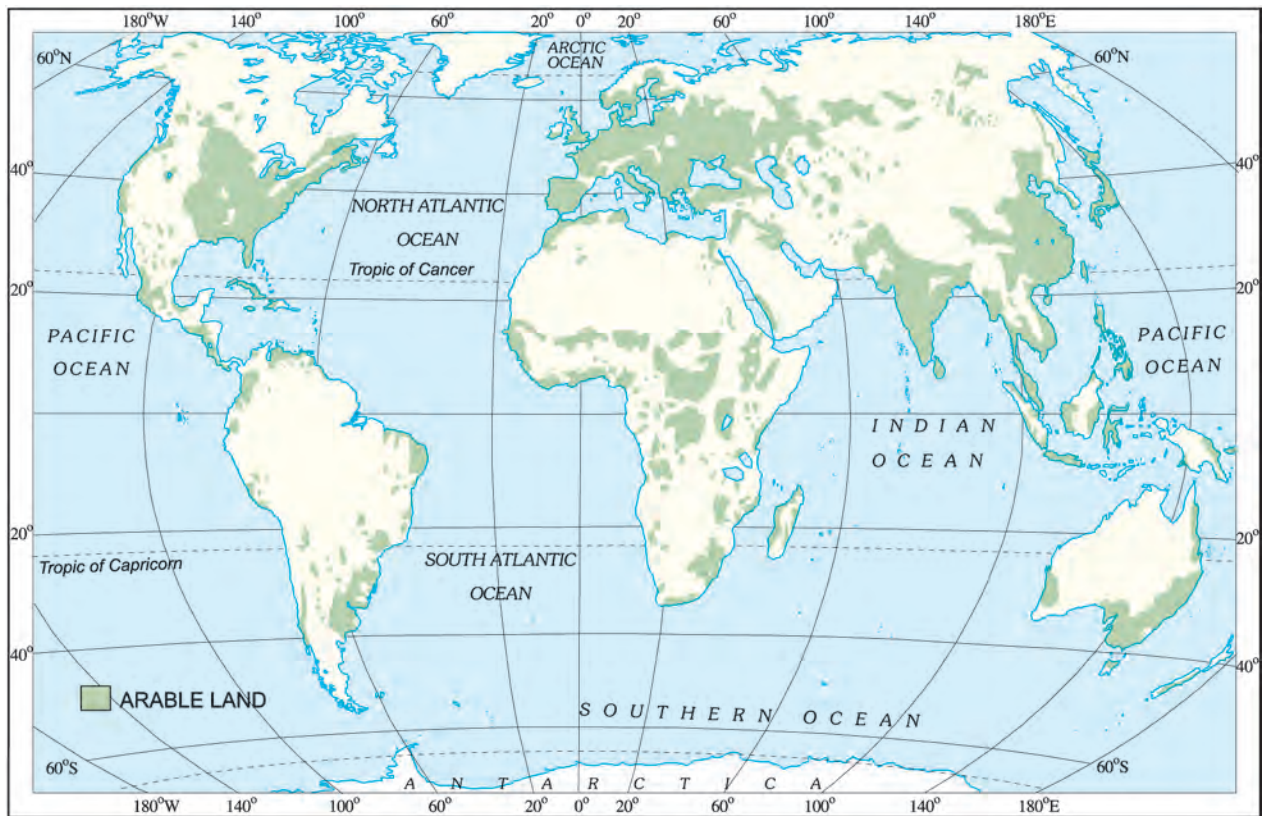 180°W 140° 100° 60° 20° 0° 20° 60° 100° 140° 180°E
60°N
ARCTIC
OCEAN
60°N
40°
40°
NORTH ATLANTIC
OCEAN
Tropic of Cancer
20°
20°
PACIFIC
OCEAN
PACIFIC
OCEAN
INDIAN
OCEAN
20°
20°
Tropic of Capricorn
SOUTH ATLANTIC
OCEAN
40°
40°
ARABLE LAND
SOUTHERN OCEAN
60°S
60°S
ANTARCTICA
180°W 140° 100° 60° 20° 0° 20° 60° 100° 140° 180°E